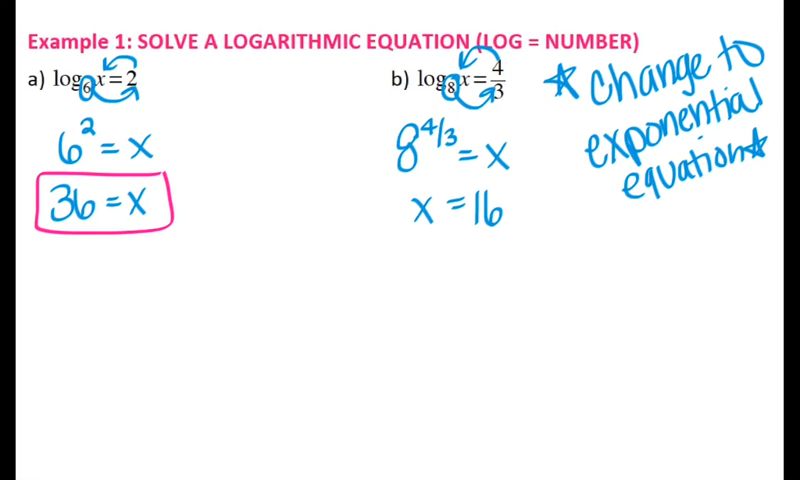 Example 1: SOLVE A LOGARITHMIC EQUATION (LOG = NUMBER)
a) log₆ x = 2
b) log₈ x = 4/3
6² = x
8^4/3 = x
36 = x
x = 16
★ change to
exponential
equation ★